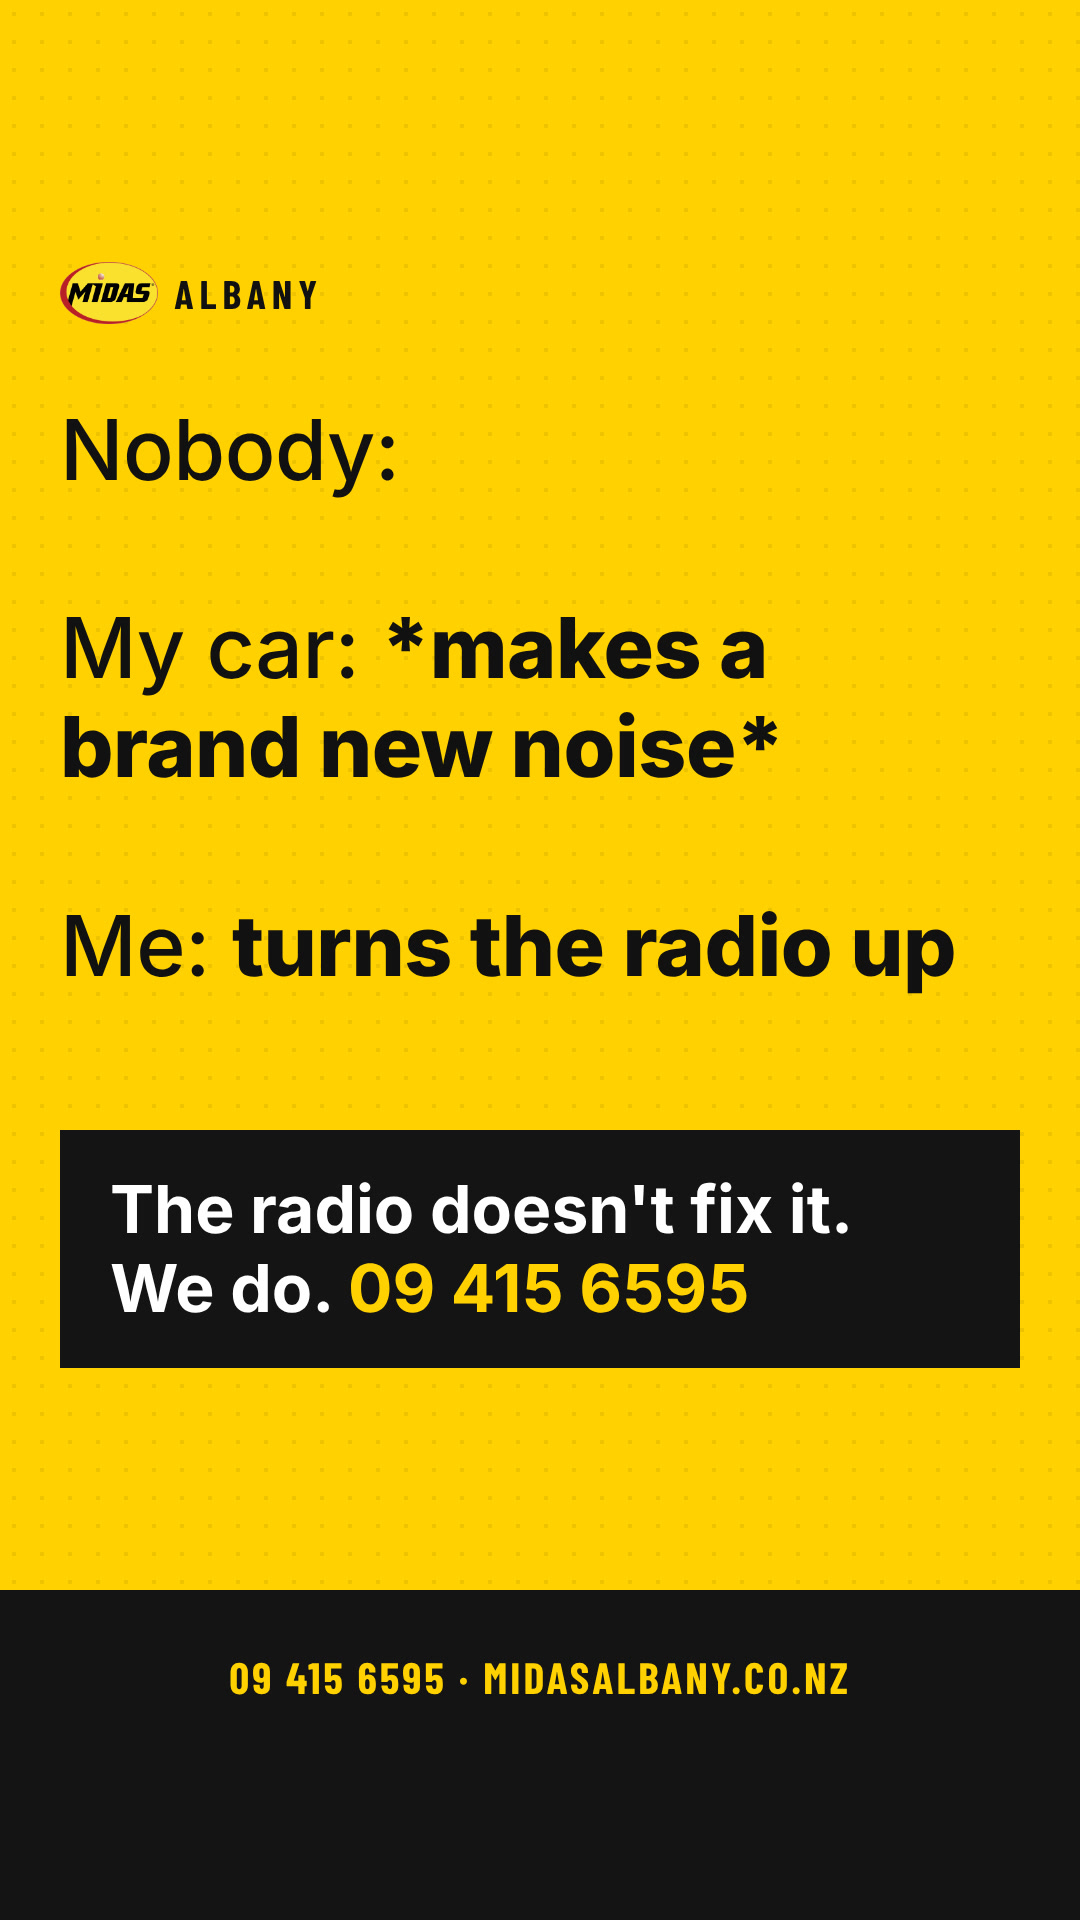 MIDAS ALBANY
Nobody:
My car: *makes a
brand new noise*
Me: turns the radio up
The radio doesn't fix it.
We do. 09 415 6595
09 415 6595 · MIDASALBANY.CO.NZ